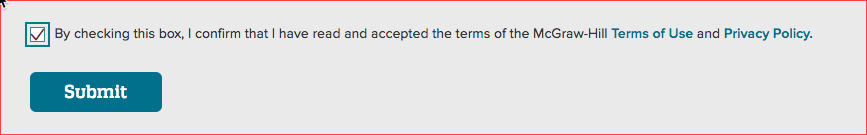 By checking this box, I confirm that I have read and accepted the terms of the McGraw-Hill Terms of Use and Privacy Policy.
Submit